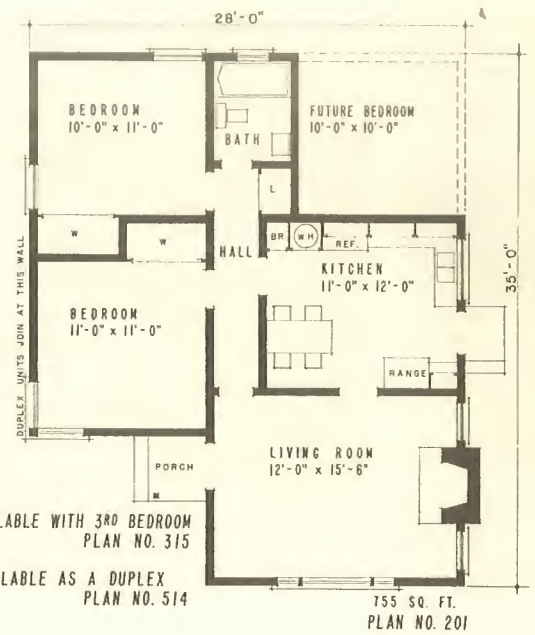 28'-0"
BEDROOM
10'-0" x 11'-0"
BATH
FUTURE BEDROOM
10'-0" x 10'-0"
L
W
W
HALL
BR
WH
REF.
KITCHEN
11'-0" x 12'-0"
35'-0"
BEDROOM
11'-0" x 11'-0"
RANGE
DUPLEX UNITS JOIN AT THIS WALL
LIVING ROOM
12'-0" x 15'-6"
PORCH
LABLE WITH 3RD BEDROOM
PLAN NO. 315
LABLE AS A DUPLEX
PLAN NO. 514
755 SQ. FT.
PLAN NO. 201